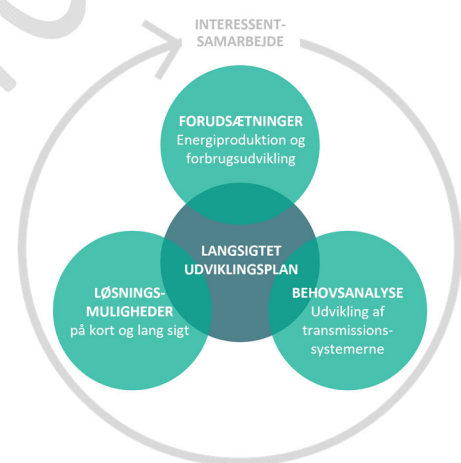 INTERESSENT-
SAMARBEJDE
FORUDSÆTNINGER
Energiproduktion og
forbrugsudvikling
LANGSIGTET
UDVIKLINGSPLAN
LØSNINGS-
MULIGHEDER
på kort og lang sigt
BEHOVSANALYSE
Udvikling af
transmissions-
systemerne